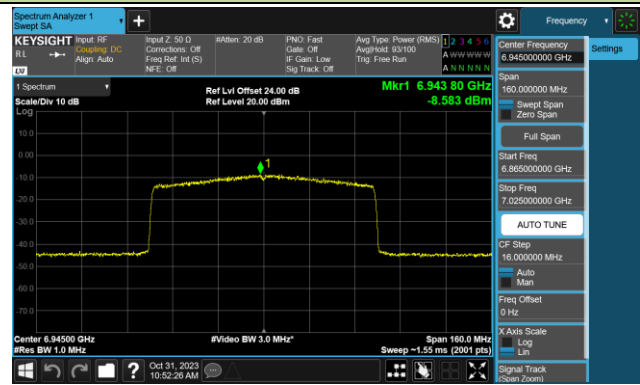 Spectrum Analyzer 1
Swept SA
Frequency
KEYSIGHT
RL
LXI
Input: RF
Coupling: DC
Align: Auto
Input Z: 50 Ω
Corrections: Off
Freq Ref: Int (S)
NFE: Off
#Atten: 20 dB
PNO: Fast
Gate: Off
IF Gain: Low
Sig Track: Off
Avg Type: Power (RMS)
Avg|Hold: 93/100
Trig: Free Run
1 2 3 4 5 6
A W W W W W
A N N N N N
1 Spectrum
Scale/Div 10 dB
Log
Ref Lvl Offset 24.00 dB
Ref Level 20.00 dBm
Mkr1 6.943 80 GHz
-8.583 dBm
10.0
0.00
-10.0
-20.0
-30.0
-40.0
-50.0
-60.0
-70.0
1
Center 6.94500 GHz
#Res BW 1.0 MHz
#Video BW 3.0 MHz*
Span 160.0 MHz
Sweep ~1.55 ms (2001 pts)
?
Oct 31, 2023
10:52:26 AM
Center Frequency
6.945000000 GHz
Span
160.000000 MHz
Swept Span
Zero Span
Full Span
Start Freq
6.865000000 GHz
Stop Freq
7.025000000 GHz
AUTO TUNE
CF Step
16.000000 MHz
Auto
Man
Freq Offset
0 Hz
X Axis Scale
Log
Lin
Signal Track
(Span Zoom)
Settings